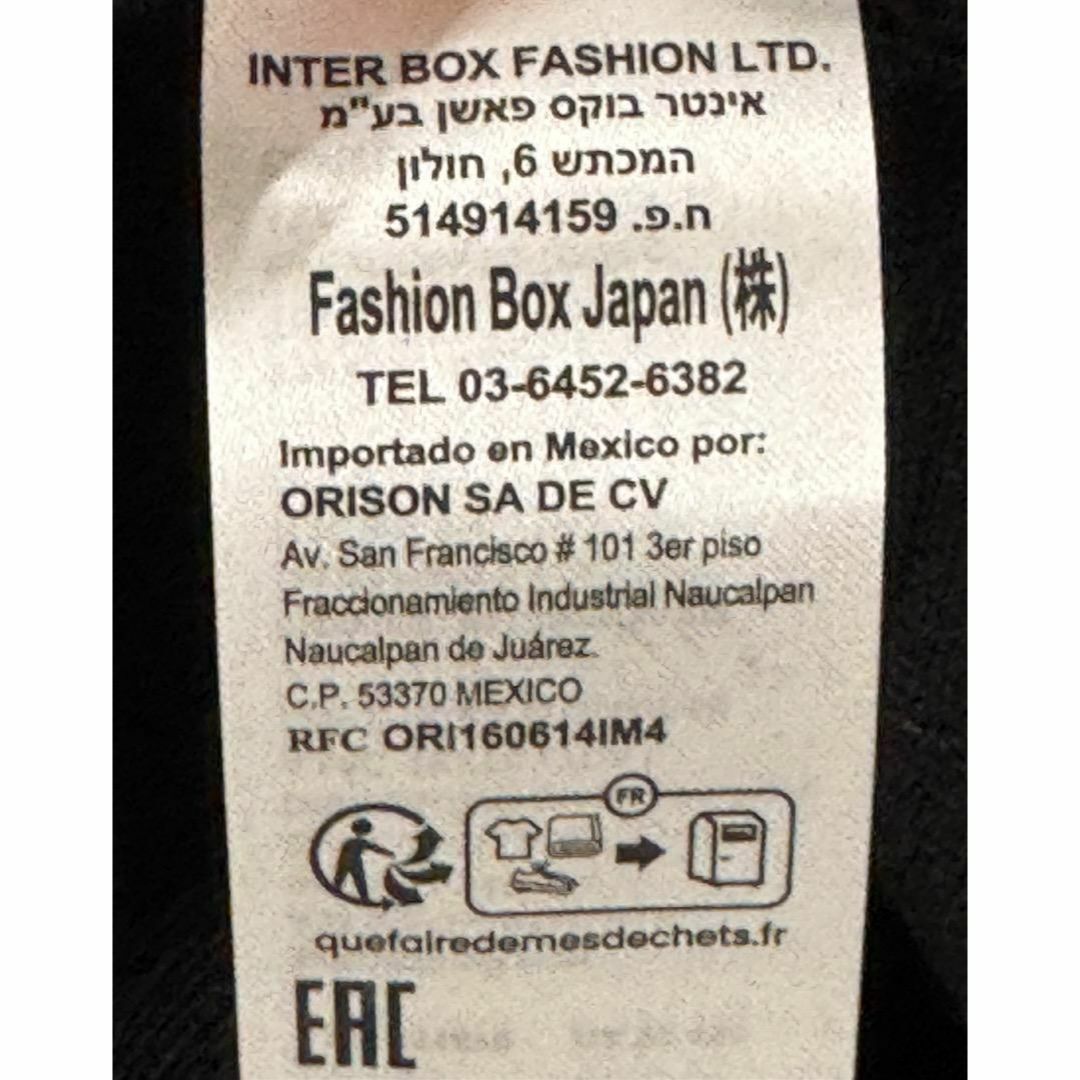 INTER BOX FASHION LTD.
אינטר בוקס פאשן בע"מ
המכתש 6, חולון
ח.פ. 514914159
Fashion Box Japan (株)
TEL 03-6452-6382
Importado en Mexico por:
ORISON SA DE CV
Av. San Francisco # 101 3er piso
Fraccionamiento Industrial Naucalpan
Naucalpan de Juárez.
C.P. 53370 MEXICO
RFC ORI160614IM4
FR
quefairedemesdechets.fr
EAC